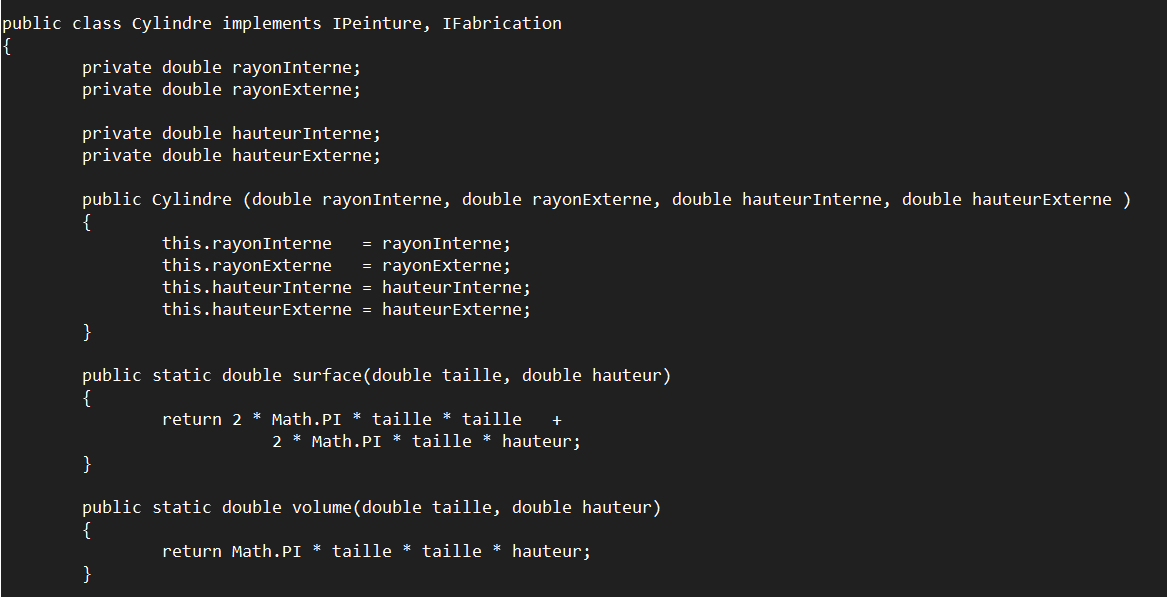 public class Cylindre implements IPeinture, IFabrication
{
        private double rayonInterne;
        private double rayonExterne;

        private double hauteurInterne;
        private double hauteurExterne;

        public Cylindre (double rayonInterne, double rayonExterne, double hauteurInterne, double hauteurExterne )
        {
                this.rayonInterne   = rayonInterne;
                this.rayonExterne   = rayonExterne;
                this.hauteurInterne = hauteurInterne;
                this.hauteurExterne = hauteurExterne;
        }

        public static double surface(double taille, double hauteur)
        {
                return 2 * Math.PI * taille * taille   +
                           2 * Math.PI * taille * hauteur;
        }

        public static double volume(double taille, double hauteur)
        {
                return Math.PI * taille * taille * hauteur;
        }